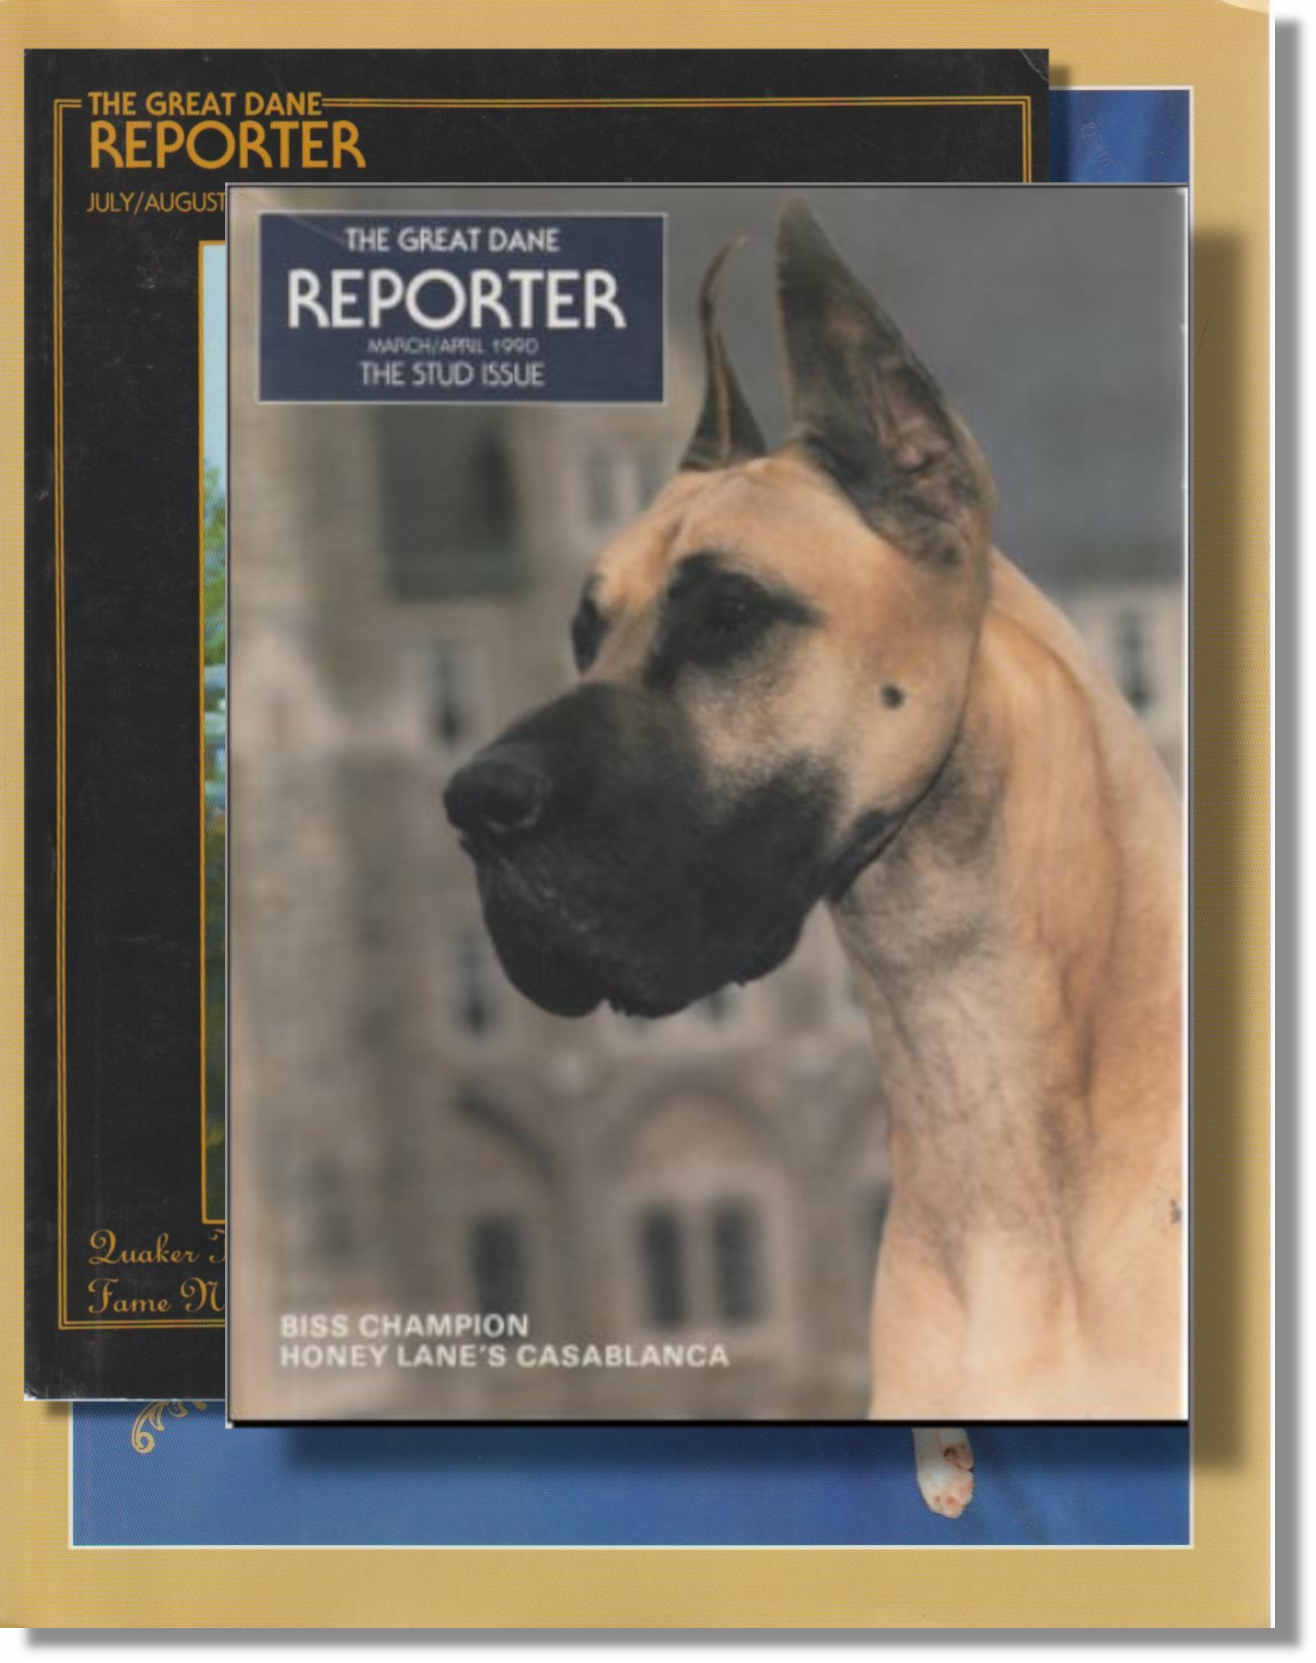 THE GREAT DANE
REPORTER
JULY/AUGUST
THE GREAT DANE
REPORTER
MARCH/APRIL 1990
THE STUD ISSUE
Quaker
Fame
BISS CHAMPION
HONEY LANE'S CASABLANCA